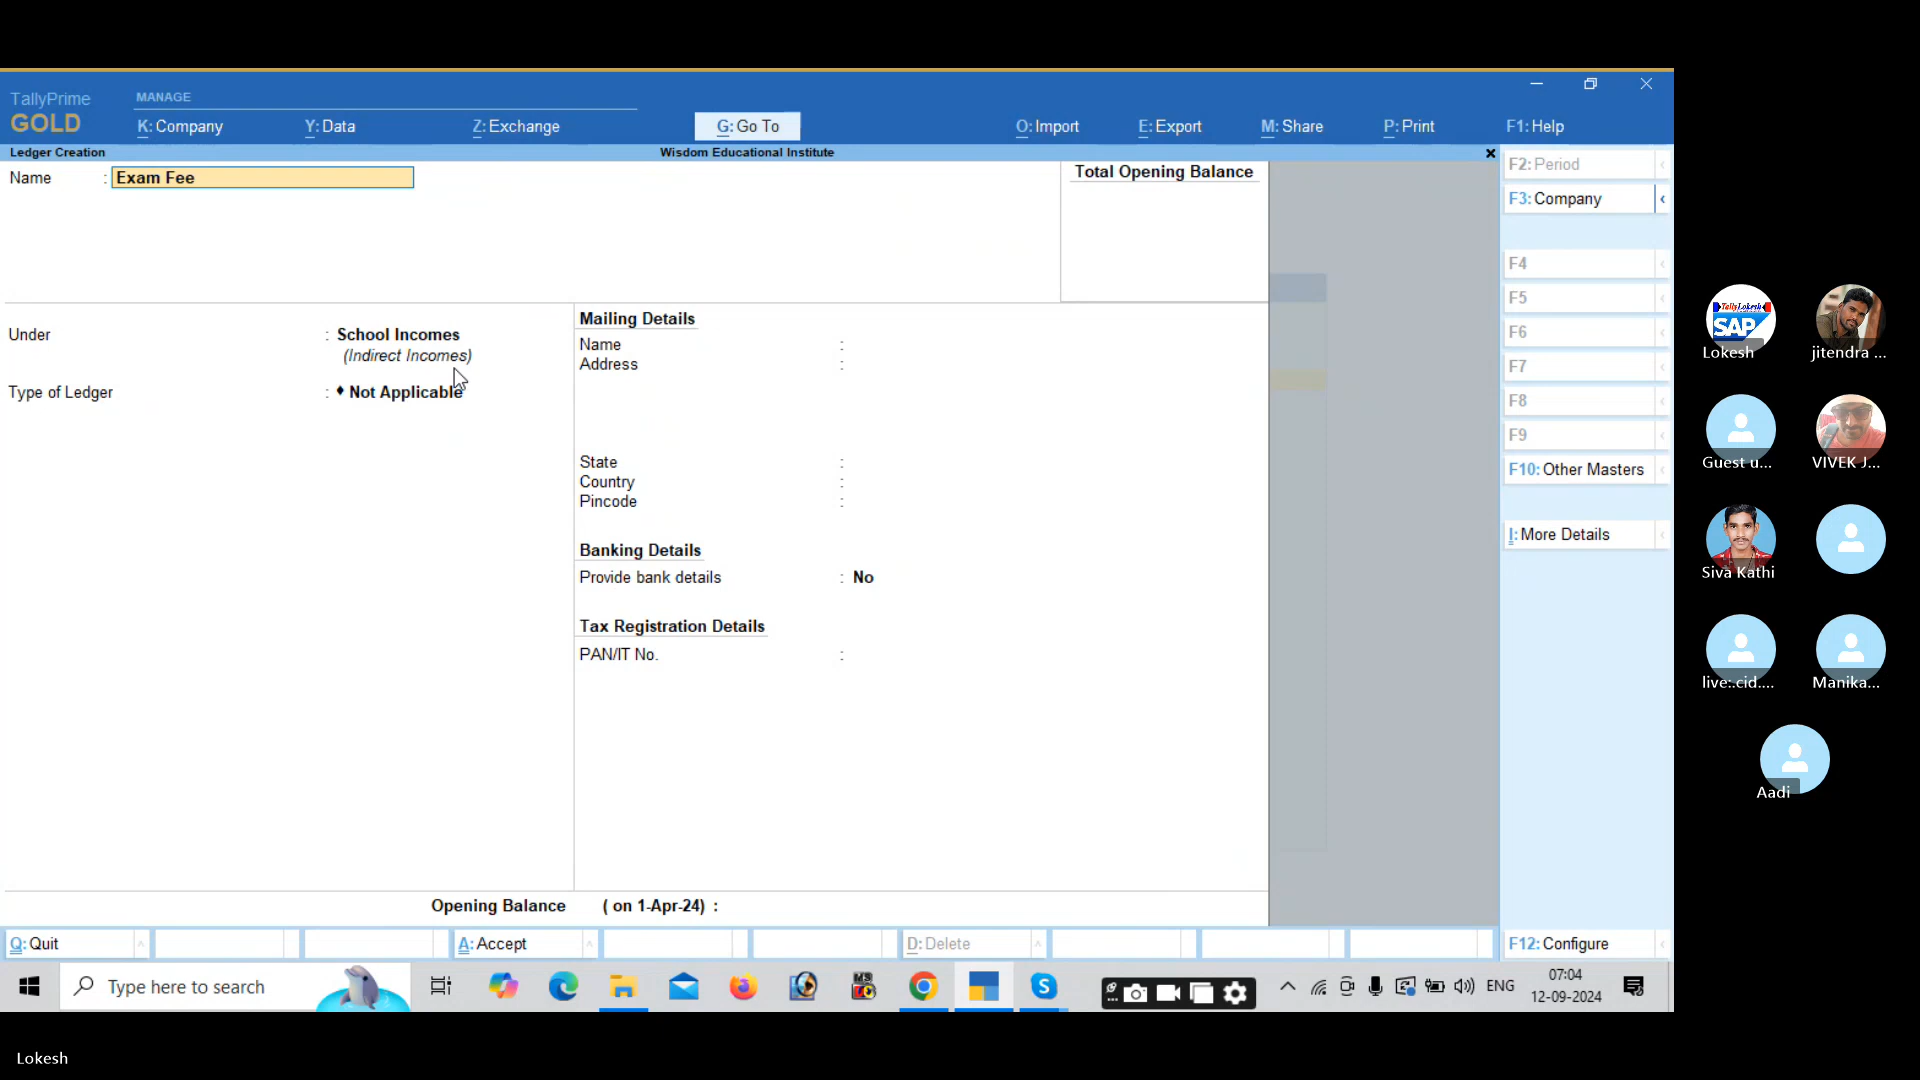 TallyPrime
GOLD
MANAGE
K: Company
Y: Data
Z: Exchange
G: Go To
O: Import
E: Export
M: Share
P: Print
F1: Help
Ledger Creation
Wisdom Educational Institute
Name : Exam Fee
Total Opening Balance
Under : School Incomes
(Indirect Incomes)
Type of Ledger : ♦ Not Applicable
Mailing Details
Name :
Address :
State :
Country :
Pincode :
Banking Details
Provide bank details : No
Tax Registration Details
PAN/IT No. :
Opening Balance ( on 1-Apr-24) :
F2: Period
F3: Company
F4
F5
F6
F7
F8
F9
F10: Other Masters
I: More Details
F12: Configure
Q: Quit
A: Accept
D: Delete
Type here to search
ENG
07:04
12-09-2024
TallyLokesh
SAP
Lokesh
jitendra ...
Guest u...
VIVEK J...
Siva Kathi
live:.cid....
Manika...
Aadi
Lokesh